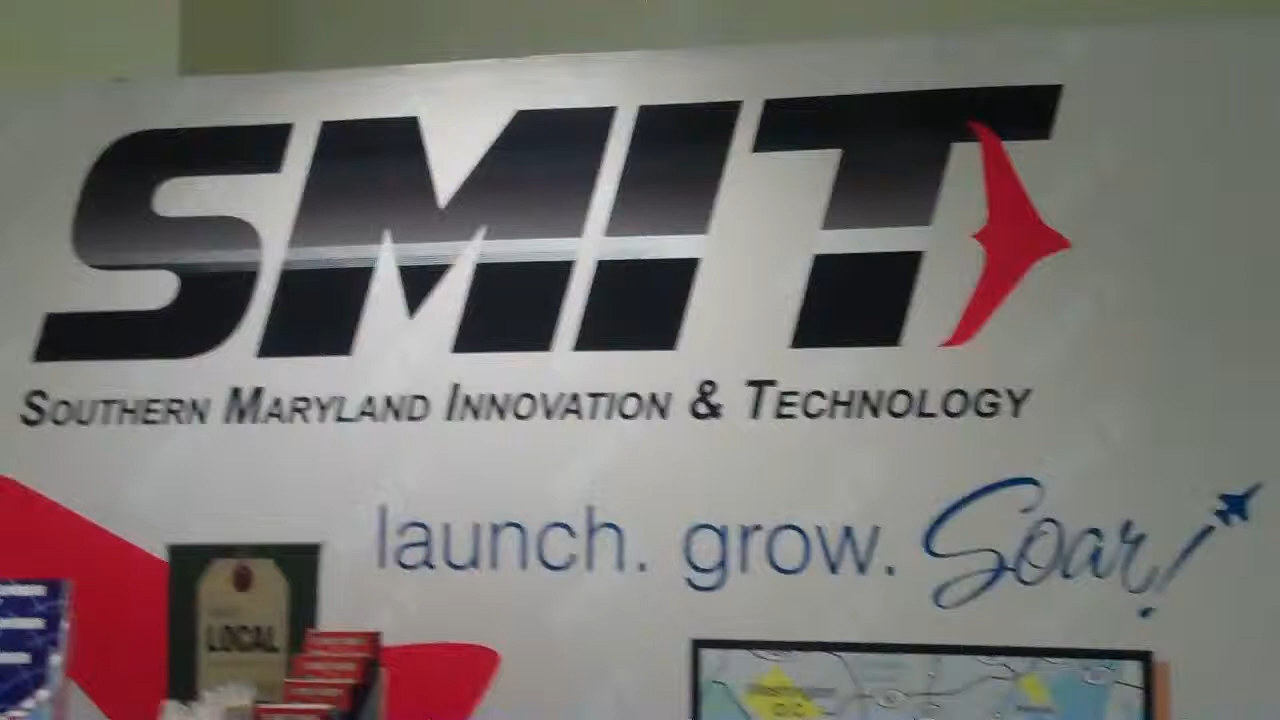 SMIT
SOUTHERN MARYLAND INNOVATION & TECHNOLOGY
launch. grow. Soar!
LOCAL